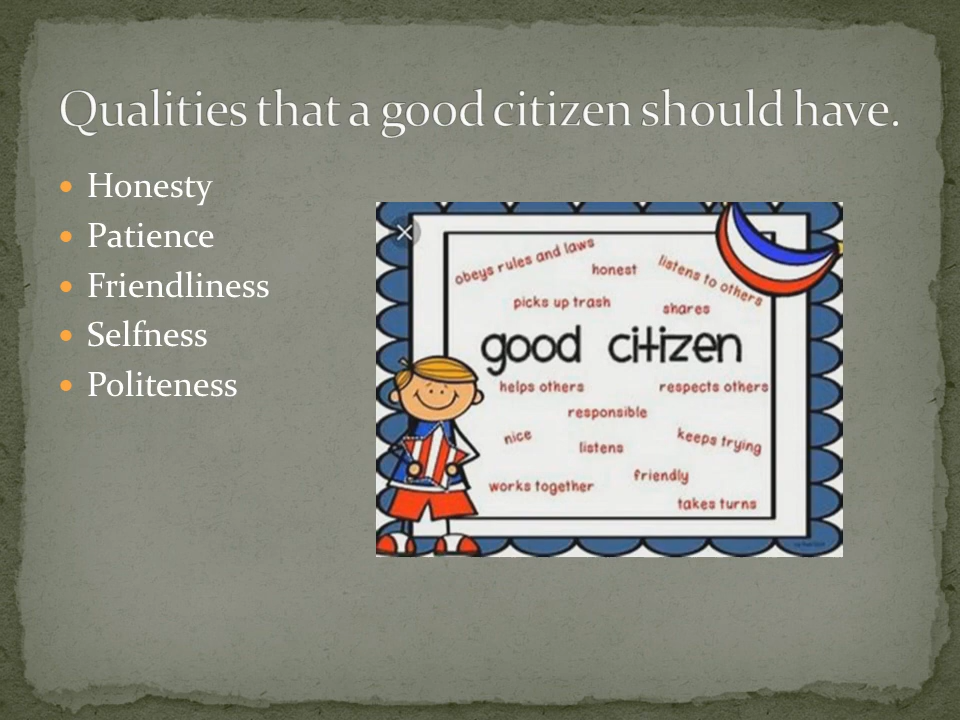 Qualities that a good citizen should have.
Honesty
Patience
Friendliness
Selfness
Politeness
obeys rules and laws
honest
listens to others
picks up trash
shares
good citizen
helps others
respects others
responsible
nice
listens
keeps trying
friendly
works together
takes turns